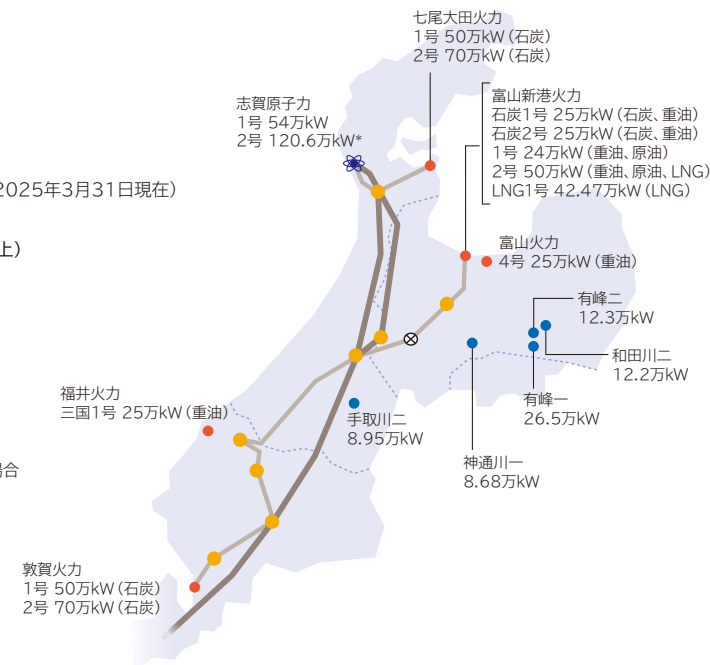 七尾大田火力
1号 50万kW（石炭）
2号 70万kW（石炭）
志賀原子力
1号 54万kW
2号 120.6万kW*
富山新港火力
石炭1号 25万kW（石炭、重油）
石炭2号 25万kW（石炭、重油）
1号 24万kW（重油、原油）
2号 50万kW（重油、原油、LNG）
LNG1号 42.47万kW（LNG）
2025年3月31日現在）
上）
富山火力
4号 25万kW（重油）
有峰二
12.3万kW
和田川二
12.2万kW
有峰一
26.5万kW
福井火力
三国1号 25万kW（重油）
手取川二
8.95万kW
神通川一
8.68万kW
場合
敦賀火力
1号 50万kW（石炭）
2号 70万kW（石炭）